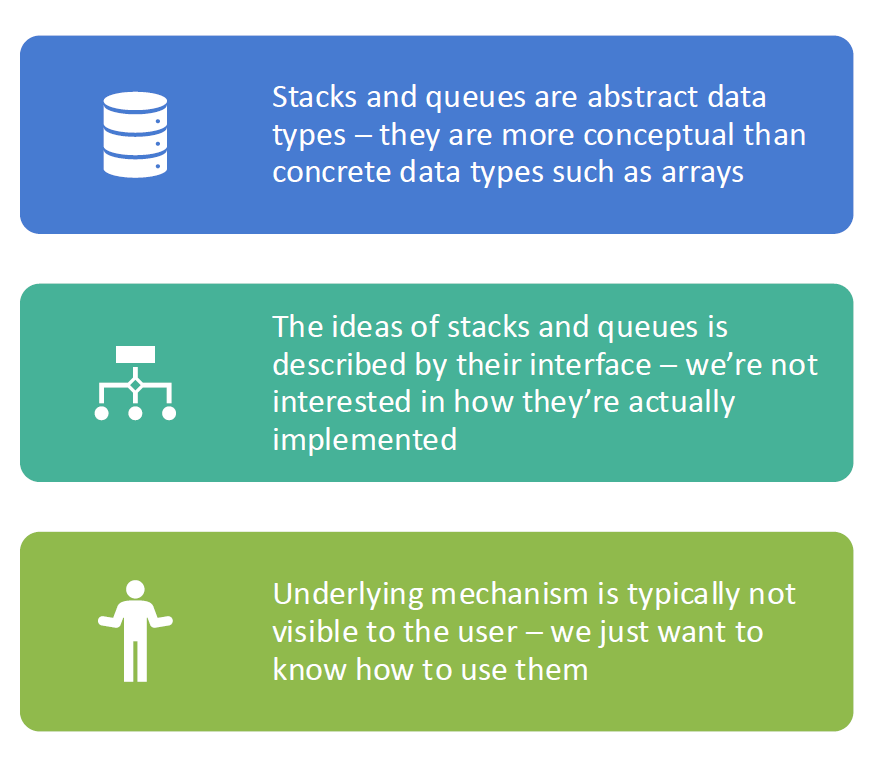 Stacks and queues are abstract data
types – they are more conceptual than
concrete data types such as arrays
The ideas of stacks and queues is
described by their interface – we’re not
interested in how they’re actually
implemented
Underlying mechanism is typically not
visible to the user – we just want to
know how to use them